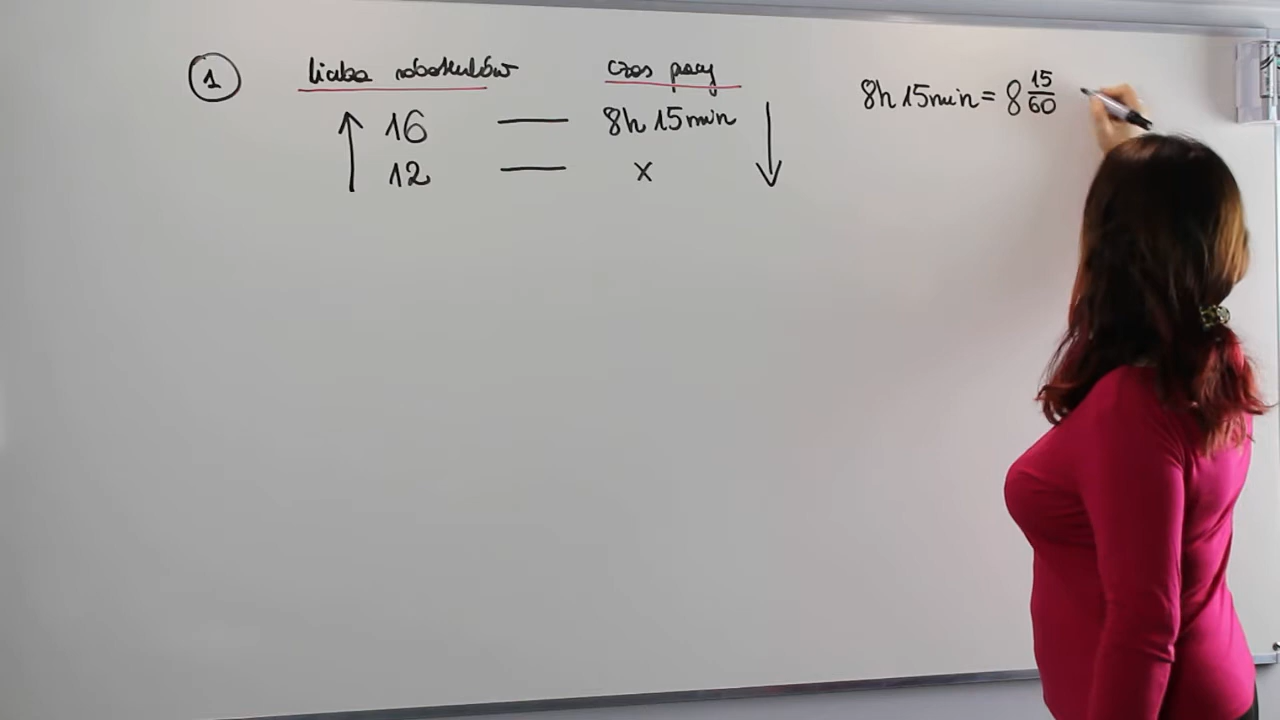 1 liczba robotników czas pracy
16 — 8h 15min
12 — x
8h 15min = 8 15/60